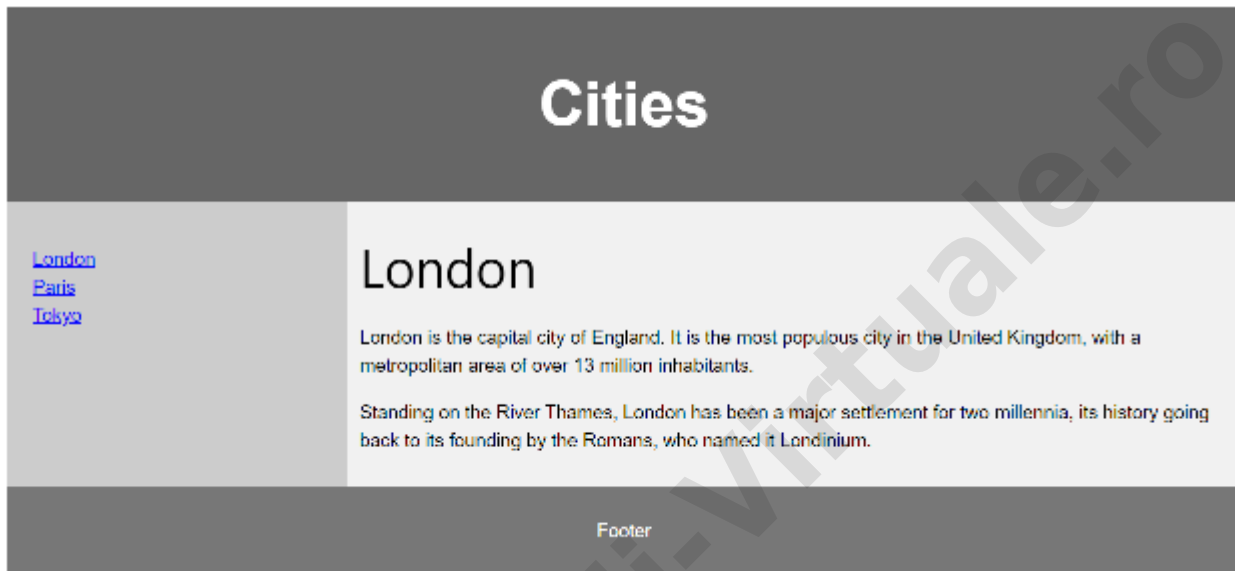 Cities
London
Paris
Tokyo
London
London is the capital city of England. It is the most populous city in the United Kingdom, with a
metropolitan area of over 13 million inhabitants.
Standing on the River Thames, London has been a major settlement for two millennia, its history going
back to its founding by the Romans, who named it Londinium.
Footer
i-Virtuale.ro